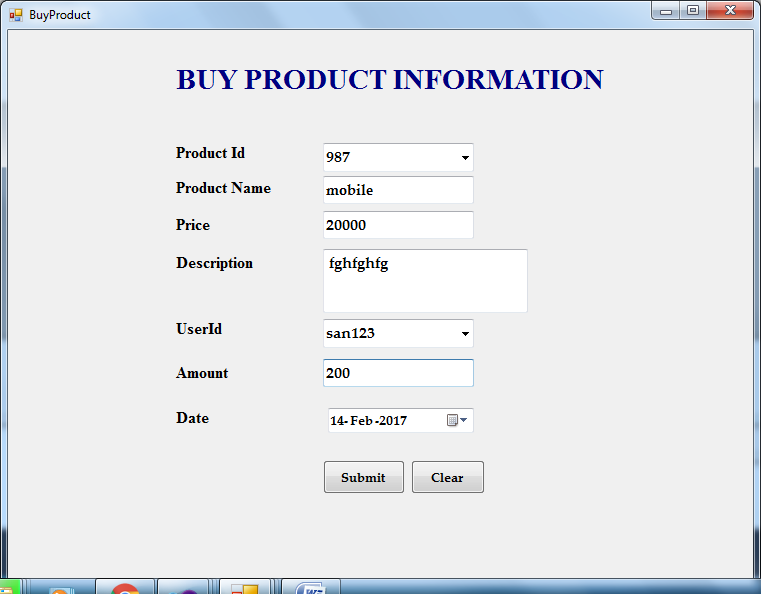 BuyProduct
BUY PRODUCT INFORMATION
Product Id 987
Product Name mobile
Price 20000
Description fghfghfg
UserId san123
Amount 200
Date 14-Feb-2017
Submit Clear